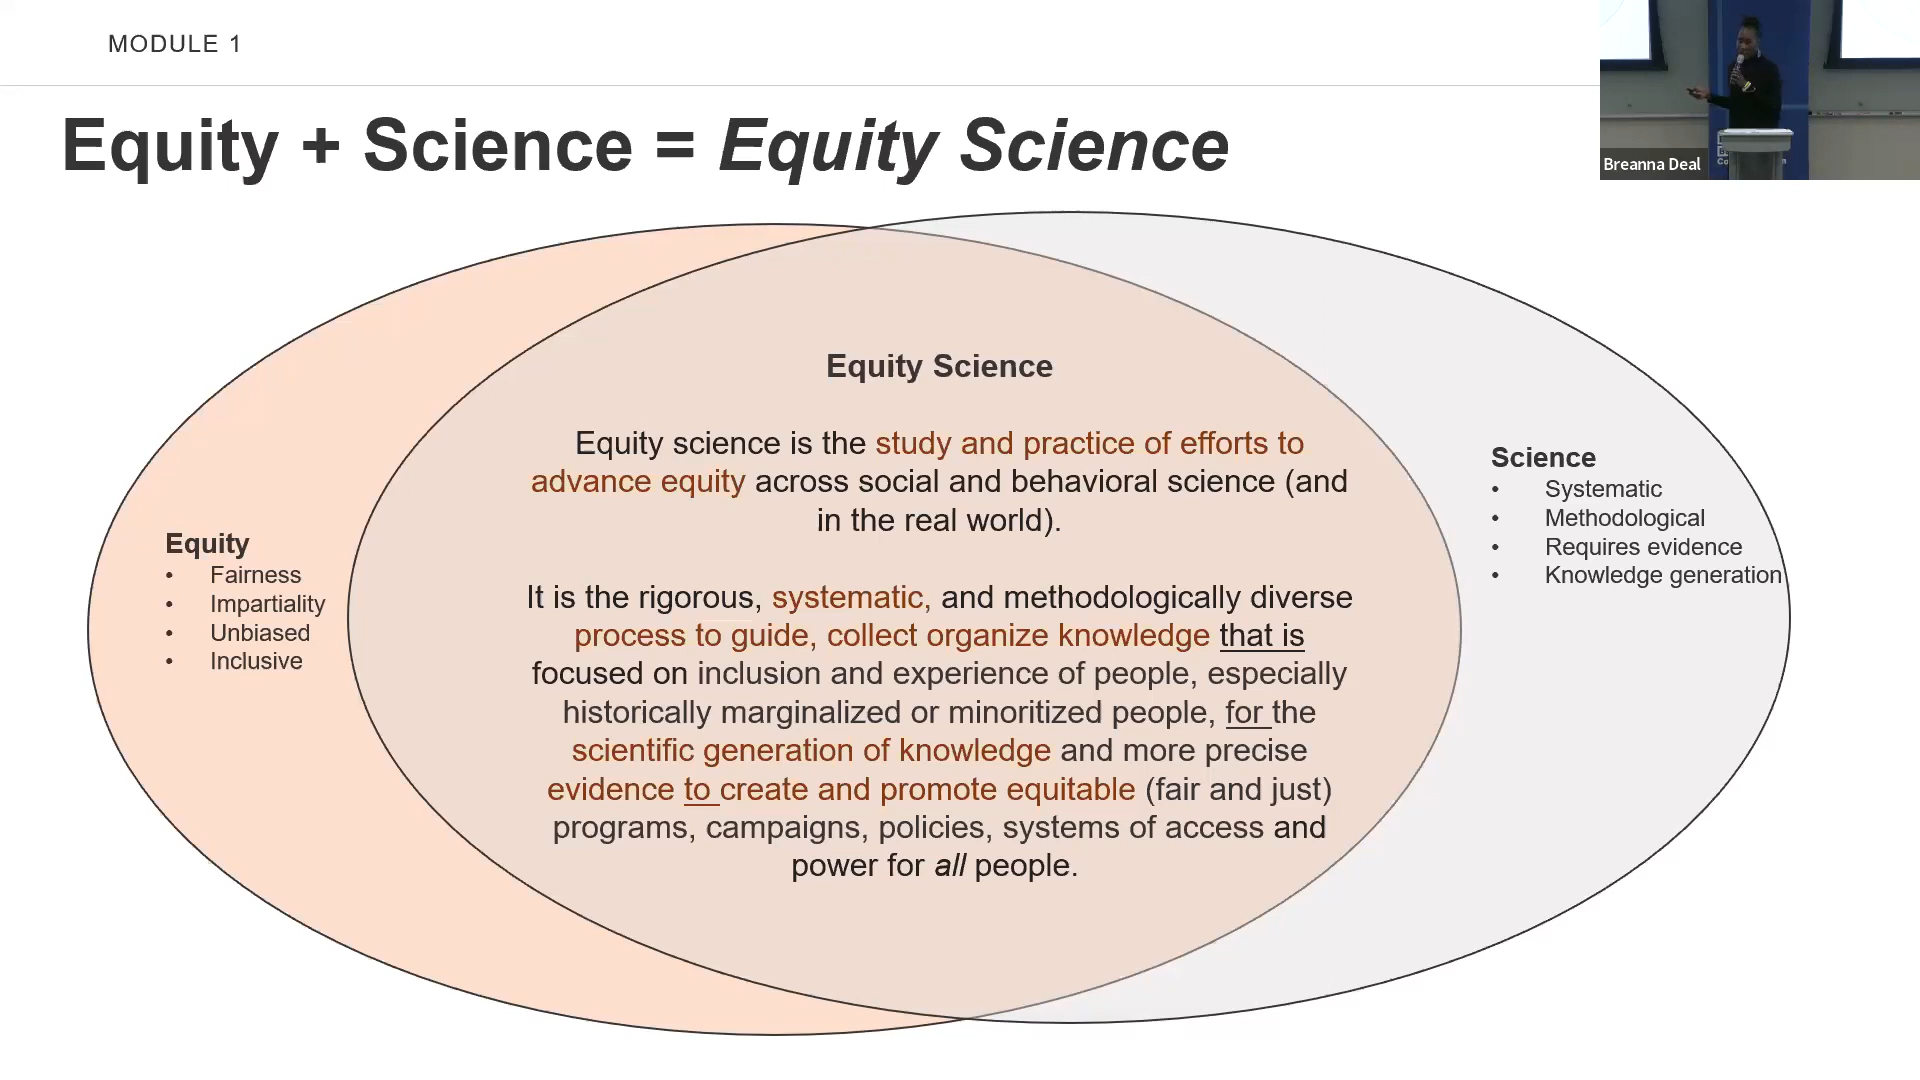 MODULE 1
Equity + Science = Equity Science
Breanna Deal
Equity Science
Equity science is the study and practice of efforts to
advance equity across social and behavioral science (and
in the real world).
It is the rigorous, systematic, and methodologically diverse
process to guide, collect organize knowledge that is
focused on inclusion and experience of people, especially
historically marginalized or minoritized people, for the
scientific generation of knowledge and more precise
evidence to create and promote equitable (fair and just)
programs, campaigns, policies, systems of access and
power for all people.
Equity
• Fairness
• Impartiality
• Unbiased
• Inclusive
Science
• Systematic
• Methodological
• Requires evidence
• Knowledge generation